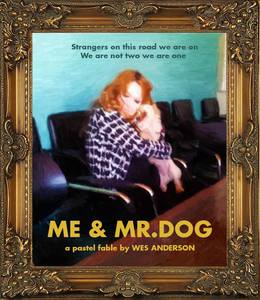 Strangers on this road we are on
We are not two we are one
ME & MR.DOG
a pastel fable by WES ANDERSON